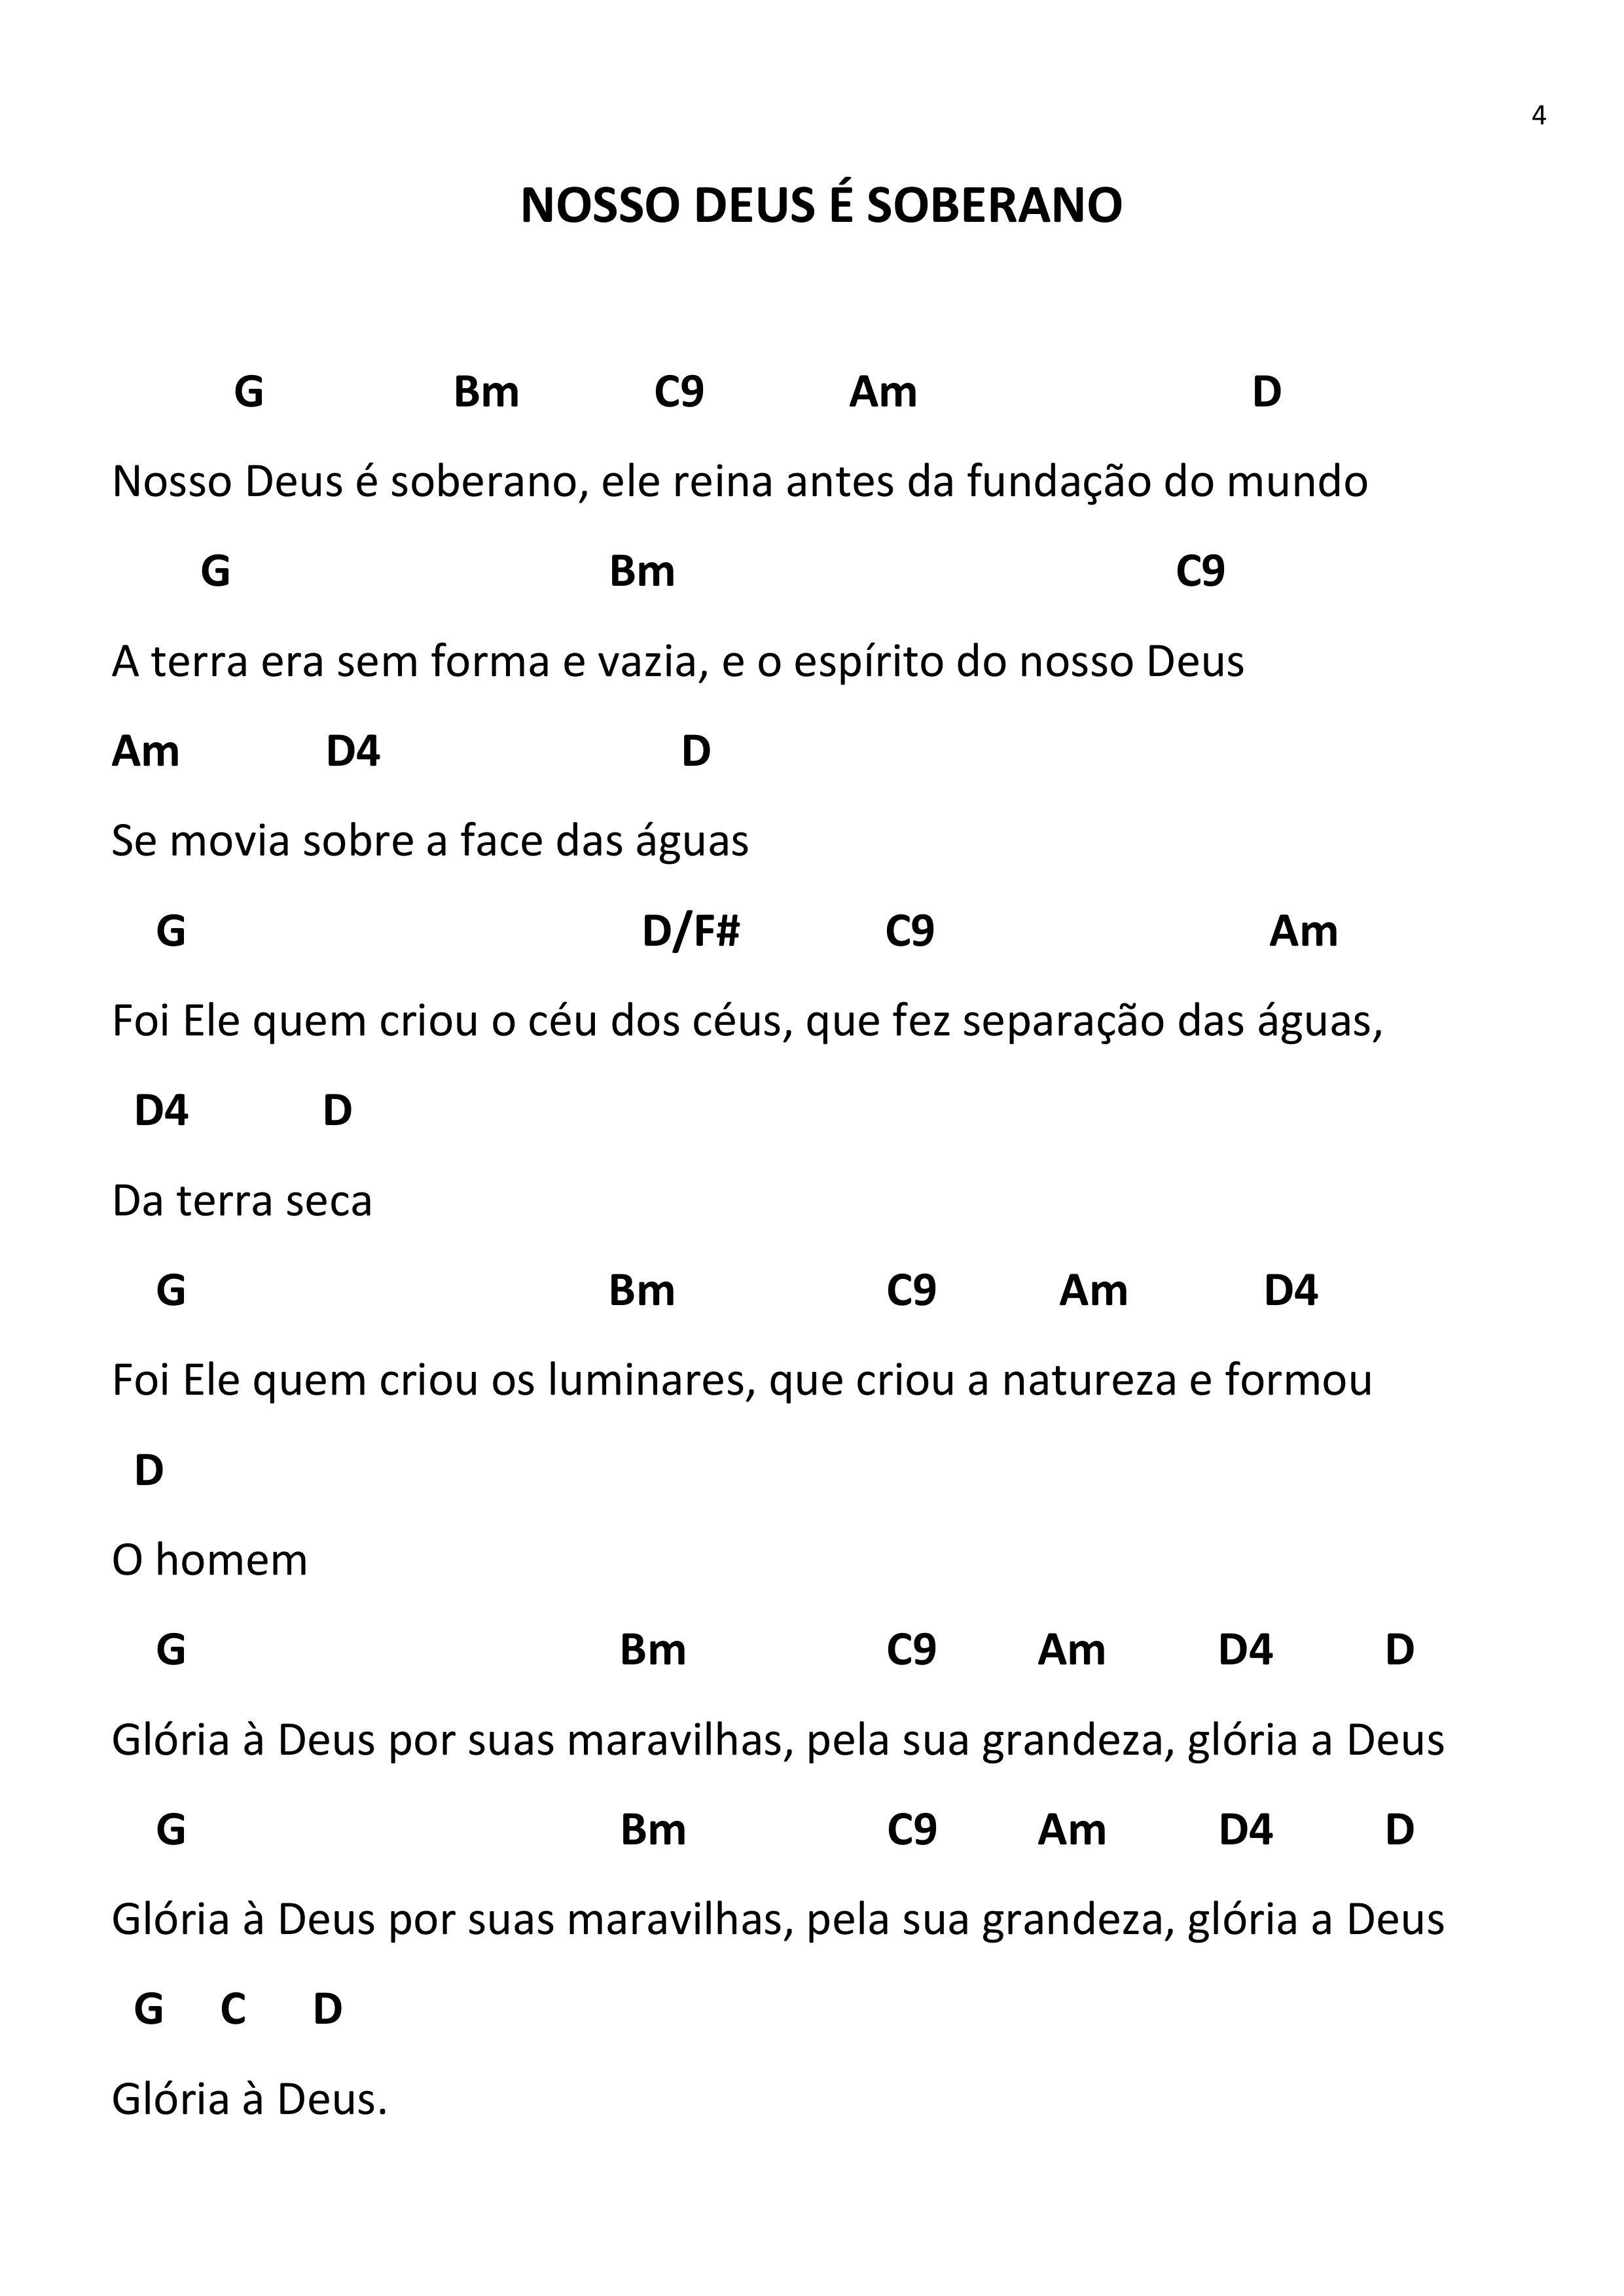 4
NOSSO DEUS É SOBERANO
G Bm C9 Am D
Nosso Deus é soberano, ele reina antes da fundação do mundo
G Bm C9
A terra era sem forma e vazia, e o espírito do nosso Deus
Am D4 D
Se movia sobre a face das águas
G D/F# C9 Am
Foi Ele quem criou o céu dos céus, que fez separação das águas,
D4 D
Da terra seca
G Bm C9 Am D4
Foi Ele quem criou os luminares, que criou a natureza e formou
D
O homem
G Bm C9 Am D4 D
Glória à Deus por suas maravilhas, pela sua grandeza, glória a Deus
G Bm C9 Am D4 D
Glória à Deus por suas maravilhas, pela sua grandeza, glória a Deus
G C D
Glória à Deus.